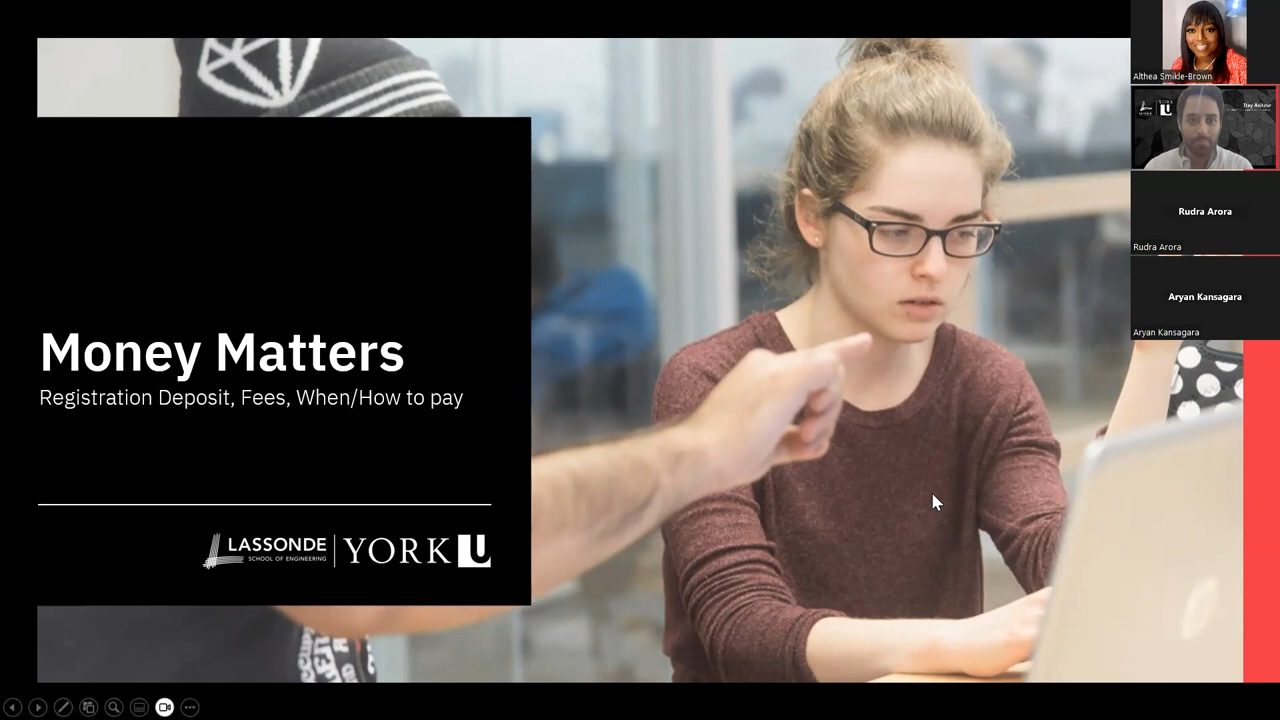 Money Matters
Registration Deposit, Fees, When/How to pay
LASSONDE
SCHOOL OF ENGINEERING
YORK U
Althea Smikle-Brown
YORK
U
Rudra Arora
Rudra Arora
Aryan Kansagara
Aryan Kansagara